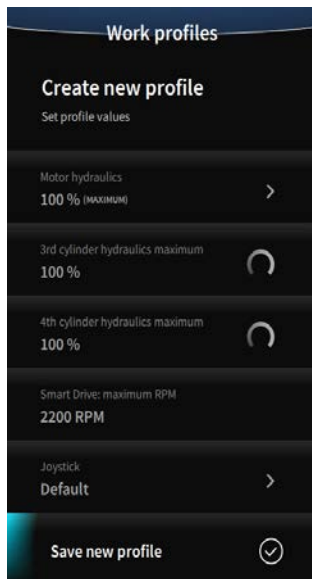 Work profiles
Create new profile
Set profile values
Motor hydraulics
100 % (MAXIMUM)
3rd cylinder hydraulics maximum
100 %
4th cylinder hydraulics maximum
100 %
Smart Drive: maximum RPM
2200 RPM
Joystick
Default
Save new profile